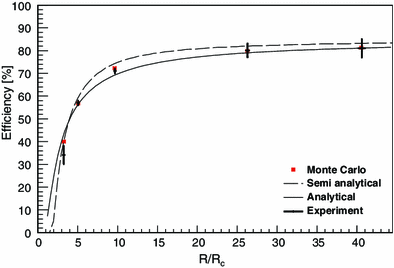 Efficiency [%]
100
90
80
70
60
50
40
30
20
10
0
Monte Carlo
Semi analytical
Analytical
Experiment
0 5 10 15 20 25 30 35 40 45
R/Rc